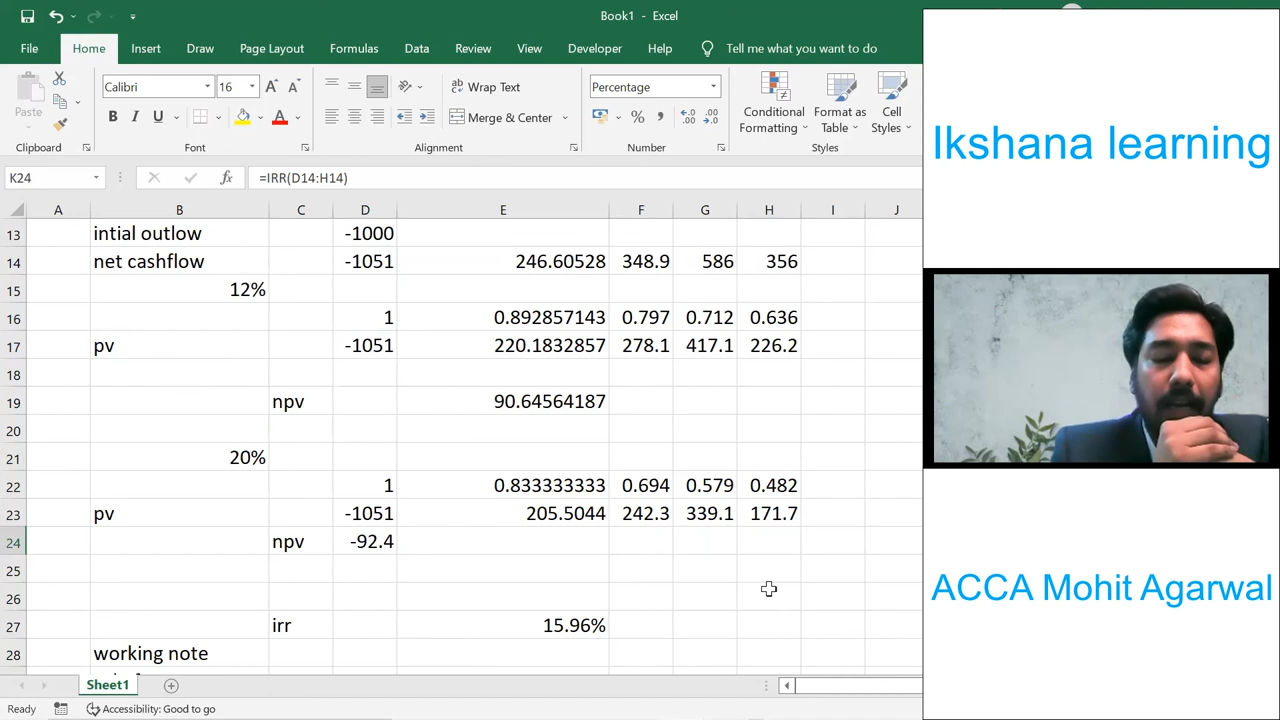 Book1 - Excel
File Home Insert Draw Page Layout Formulas Data Review View Developer Help Tell me what you want to do
Paste
Calibri 16
B I U
Wrap Text
Merge & Center
Percentage
Conditional Formatting
Format as Table
Cell Styles
Clipboard Font Alignment Number Styles
K24 fx =IRR(D14:H14)
A B C D E F G H I J
13 intial outlow -1000
14 net cashflow -1051 246.60528 348.9 586 356
15 12%
16 1 0.892857143 0.797 0.712 0.636
17 pv -1051 220.1832857 278.1 417.1 226.2
18
19 npv 90.64564187
20
21 20%
22 1 0.833333333 0.694 0.579 0.482
23 pv -1051 205.5044 242.3 339.1 171.7
24 npv -92.4
25
26
27 irr 15.96%
28 working note
Sheet1
Ready Accessibility: Good to go
Ikshana learning
ACCA Mohit Agarwal